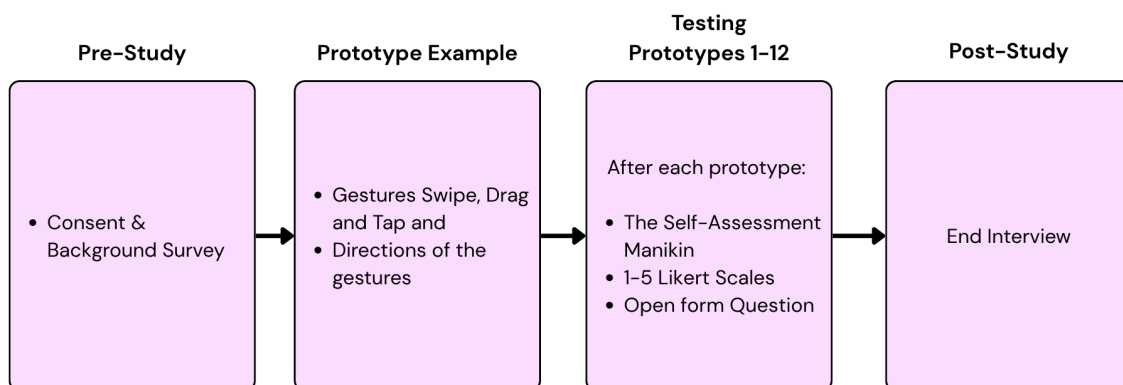 Pre-Study
• Consent &
Background Survey
Prototype Example
• Gestures Swipe, Drag
and Tap and
• Directions of the
gestures
Testing
Prototypes 1-12
After each prototype:
• The Self-Assessment
Manikin
• 1-5 Likert Scales
• Open form Question
Post-Study
End Interview